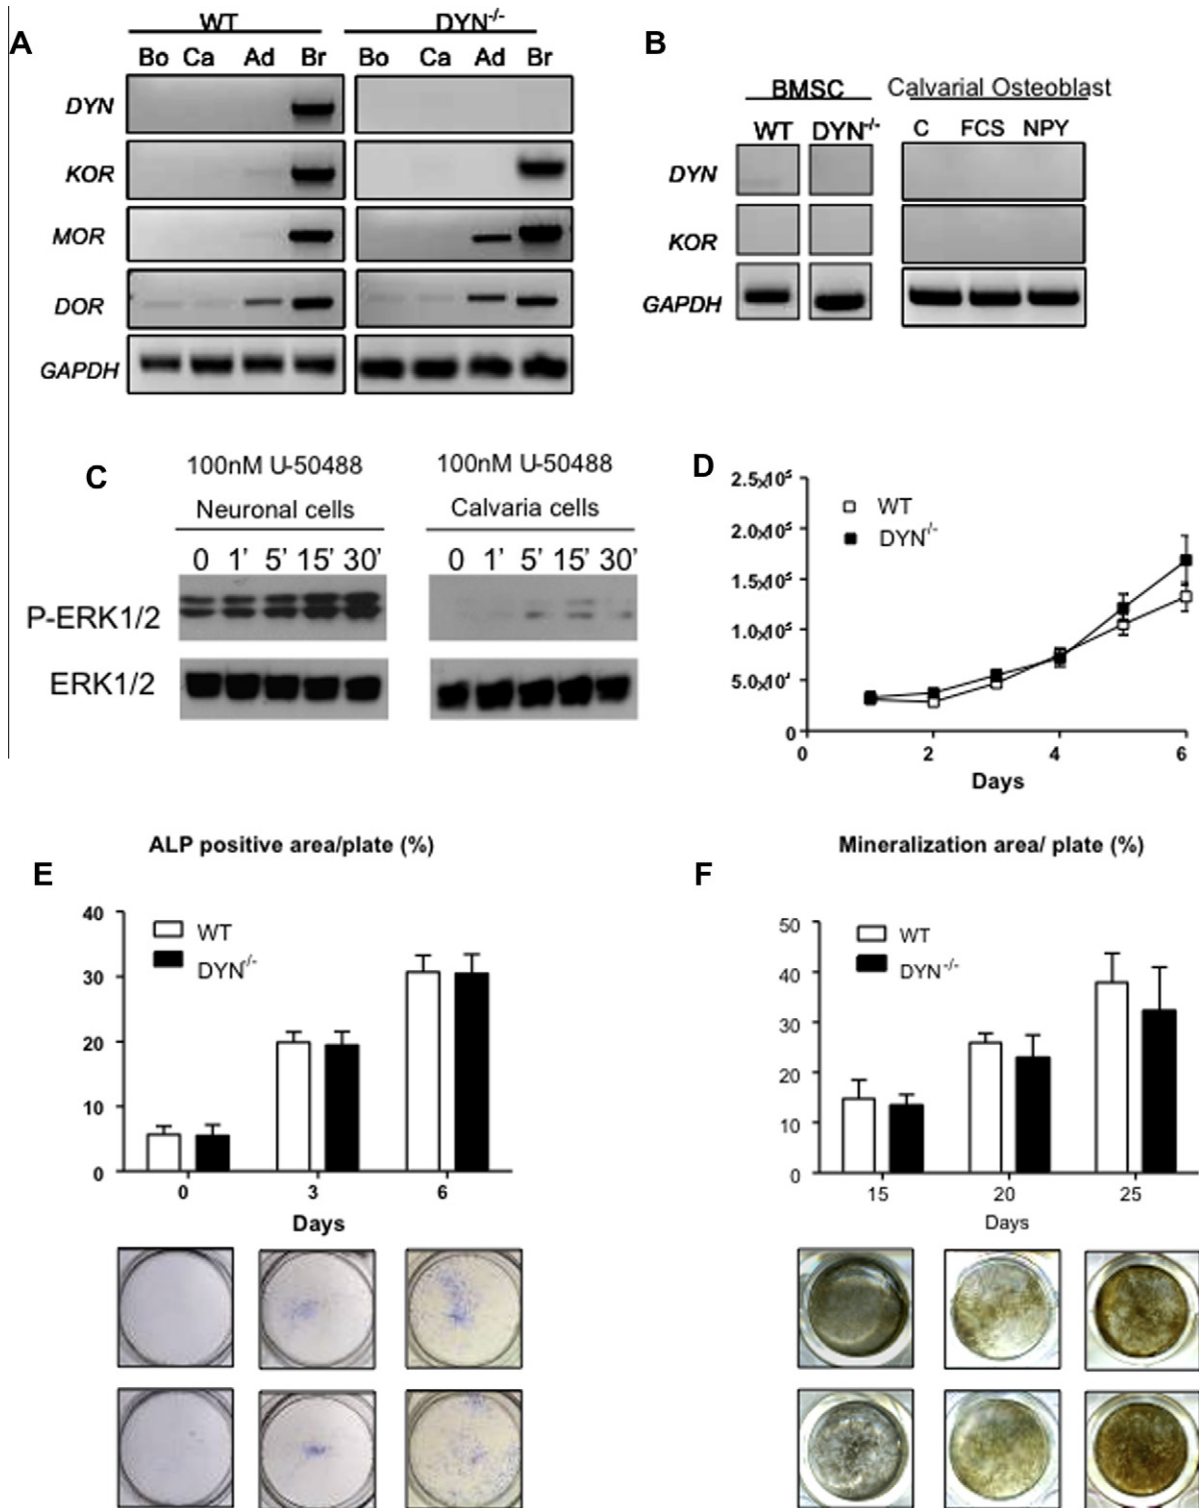 A
WT DYN-/-
Bo Ca Ad Br Bo Ca Ad Br
DYN
KOR
MOR
DOR
GAPDH
B
BMSC Calvarial Osteoblast
WT DYN-/- C FCS NPY
DYN
KOR
GAPDH
C
100nM U-50488 100nM U-50488
Neuronal cells Calvaria cells
0 1' 5' 15' 30' 0 1' 5' 15' 30'
P-ERK1/2
ERK1/2
D
2.5x10⁵
2.0x10⁵
1.5x10⁵
1.0x10⁵
0
WT
DYN-/-
0 2 4 6
Days
E
ALP positive area/plate (%)
40
30
20
10
0
WT
DYN-/-
0 3 6
Days
F
Mineralization area/ plate (%)
50
40
30
20
10
0
WT
DYN-/-
15 20 25
Days